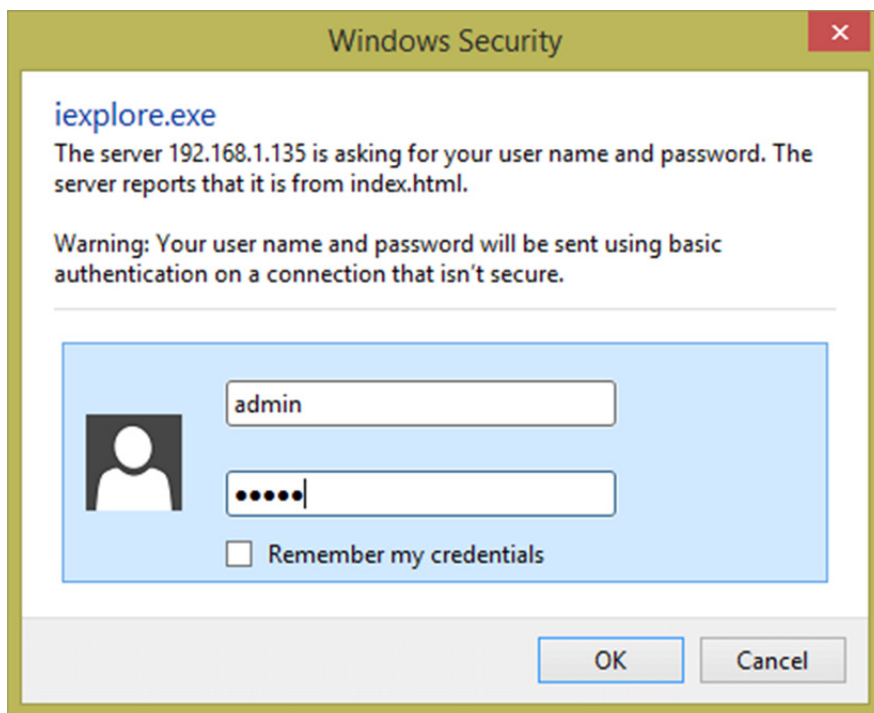 Windows Security
iexplore.exe
The server 192.168.1.135 is asking for your user name and password. The
server reports that it is from index.html.
Warning: Your user name and password will be sent using basic
authentication on a connection that isn't secure.
admin
•••••
Remember my credentials
OK Cancel